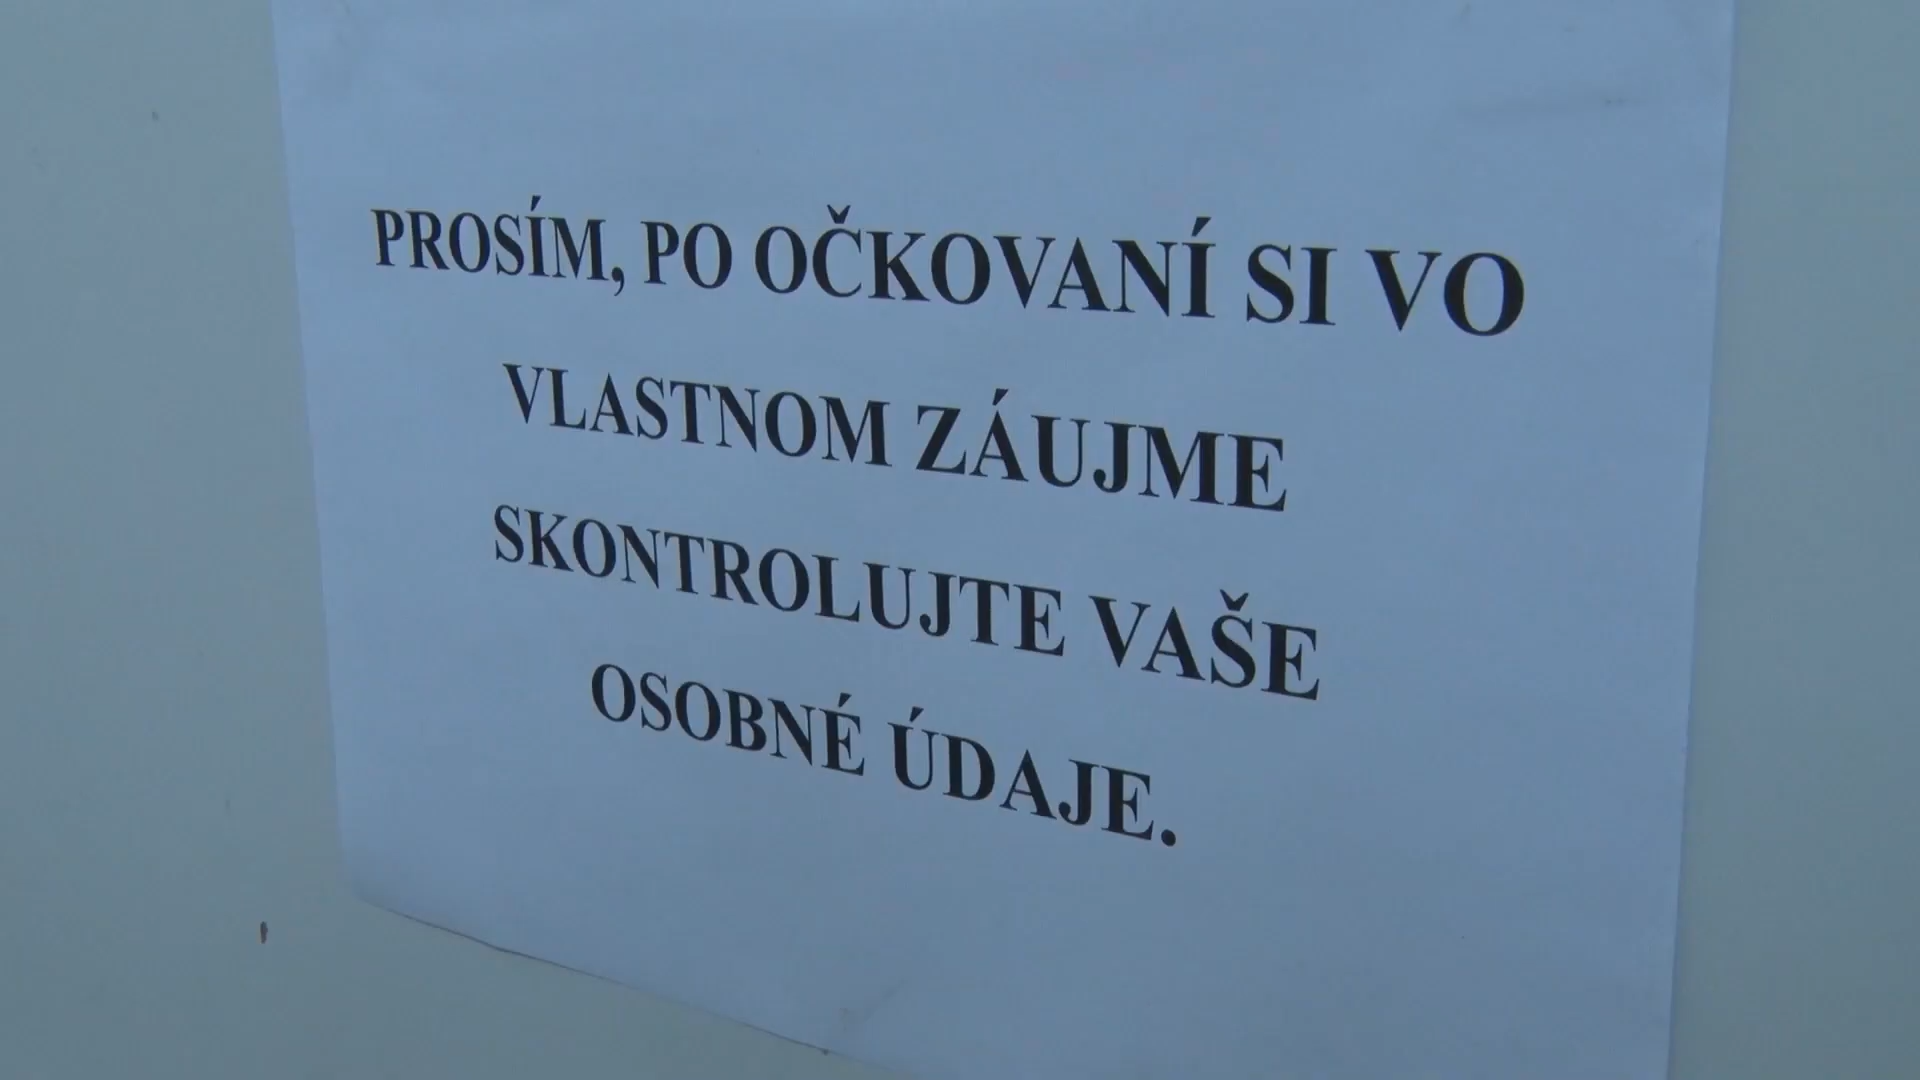 PROSÍM, PO OČKOVANÍ SI VO
VLASTNOM ZÁUJME
SKONTROLUJTE VAŠE
OSOBNÉ ÚDAJE.